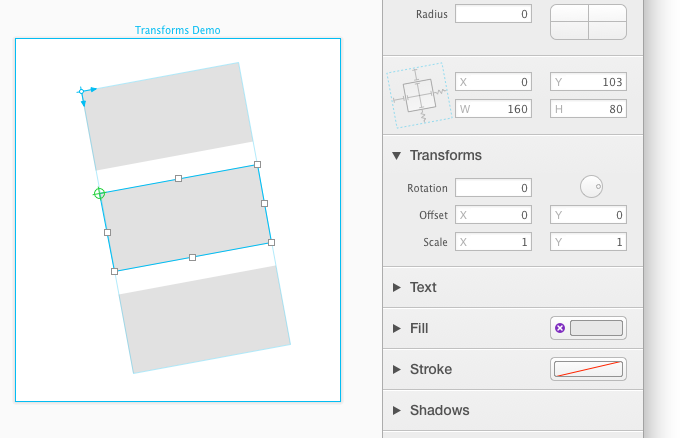 Transforms Demo
Radius 0
X 0 Y 103
W 160 H 80
Transforms
Rotation 0
Offset X 0 Y 0
Scale X 1 Y 1
Text
Fill
Stroke
Shadows